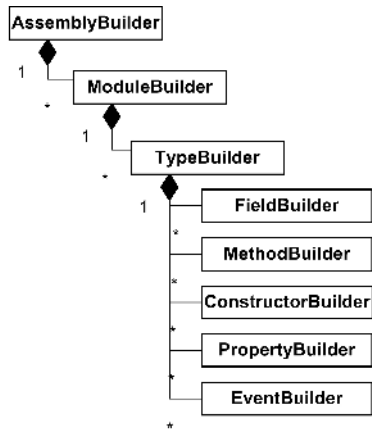 AssemblyBuilder
1
ModuleBuilder
*
1
TypeBuilder
*
1
FieldBuilder
*
MethodBuilder
*
ConstructorBuilder
*
PropertyBuilder
*
EventBuilder
*